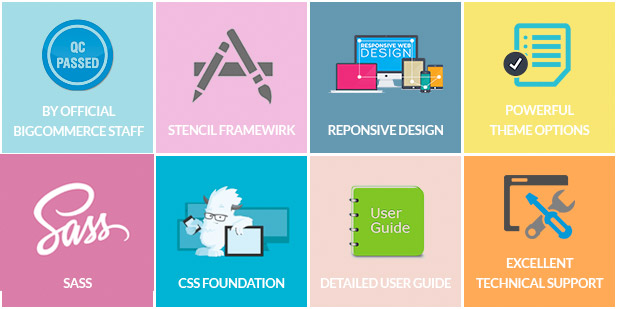 QC
PASSED
BY OFFICIAL
BIGCOMMERCE STAFF
STENCIL FRAMEWIRK
RESPONSIVE WEB
DESIGN
REPONSIVE DESIGN
POWERFUL
THEME OPTIONS
Sass
SASS
CSS FOUNDATION
User
Guide
DETAILED USER GUIDE
EXCELLENT
TECHNICAL SUPPORT